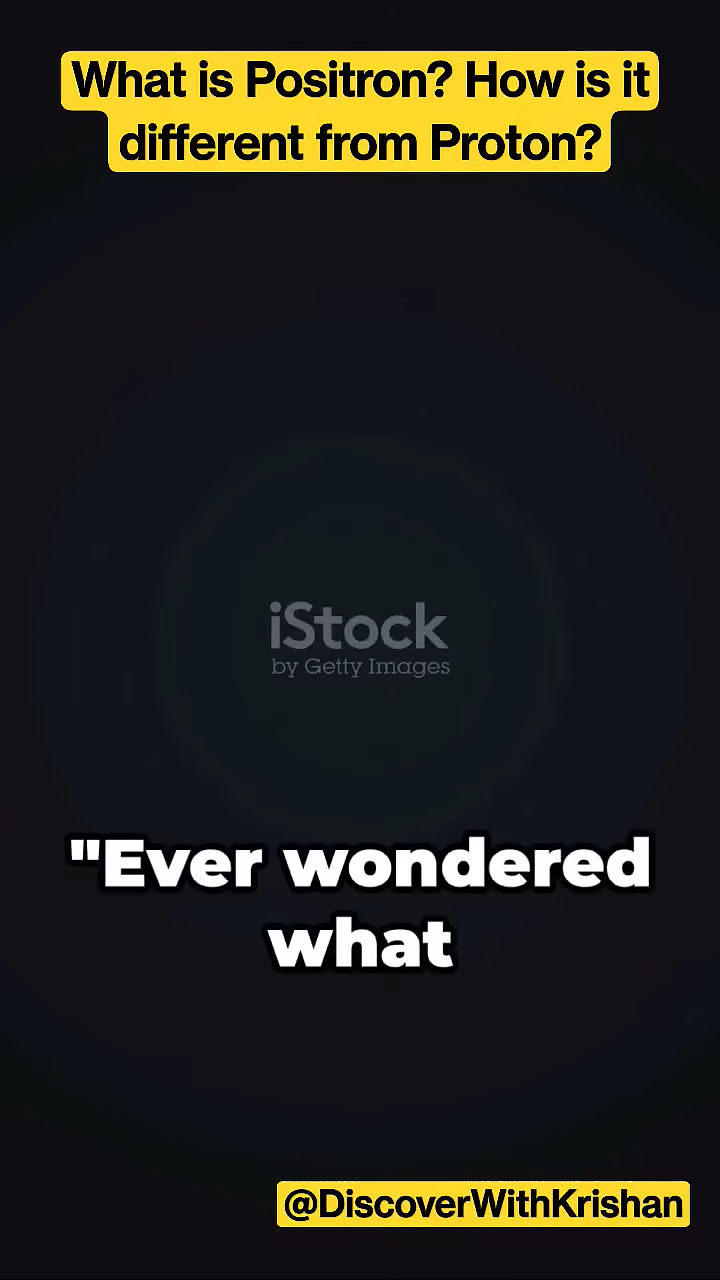 What is Positron? How is it
different from Proton?
iStock
by Getty Images
"Ever wondered
what
@DiscoverWithKrishan